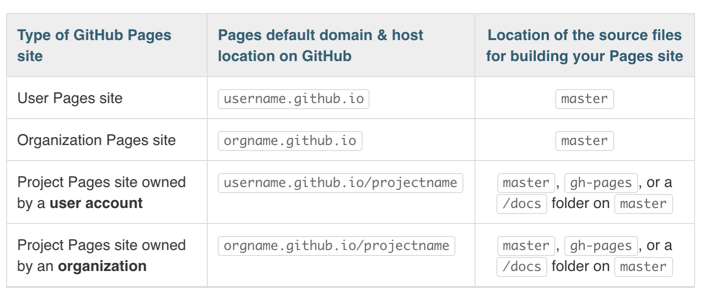 Type of GitHub Pages
site
Pages default domain & host
location on GitHub
Location of the source files
for building your Pages site
User Pages site
username.github.io
master
Organization Pages site
orgname.github.io
master
Project Pages site owned
by a user account
username.github.io/projectname
master, gh-pages, or a
/docs folder on master
Project Pages site owned
by an organization
orgname.github.io/projectname
master, gh-pages, or a
/docs folder on master